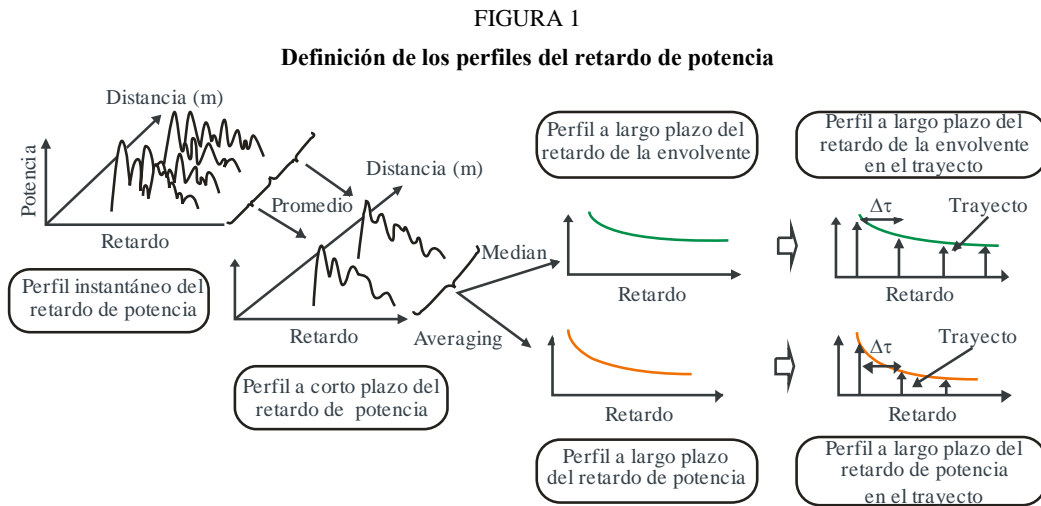 FIGURA 1
Definición de los perfiles del retardo de potencia
Distancia (m)
Potencia
Retardo
Perfil instantáneo del
retardo de potencia
Promedio
Distancia (m)
Retardo
Perfil a corto plazo del
retardo de potencia
Median
Averaging
Perfil a largo plazo del
retardo de la envolvente
Retardo
Retardo
Perfil a largo plazo
del retardo de potencia
Perfil a largo plazo del
retardo de la envolvente
en el trayecto
Δτ
Trayecto
Retardo
Δτ
Trayecto
Retardo
Perfil a largo plazo del
retardo de potencia
en el trayecto